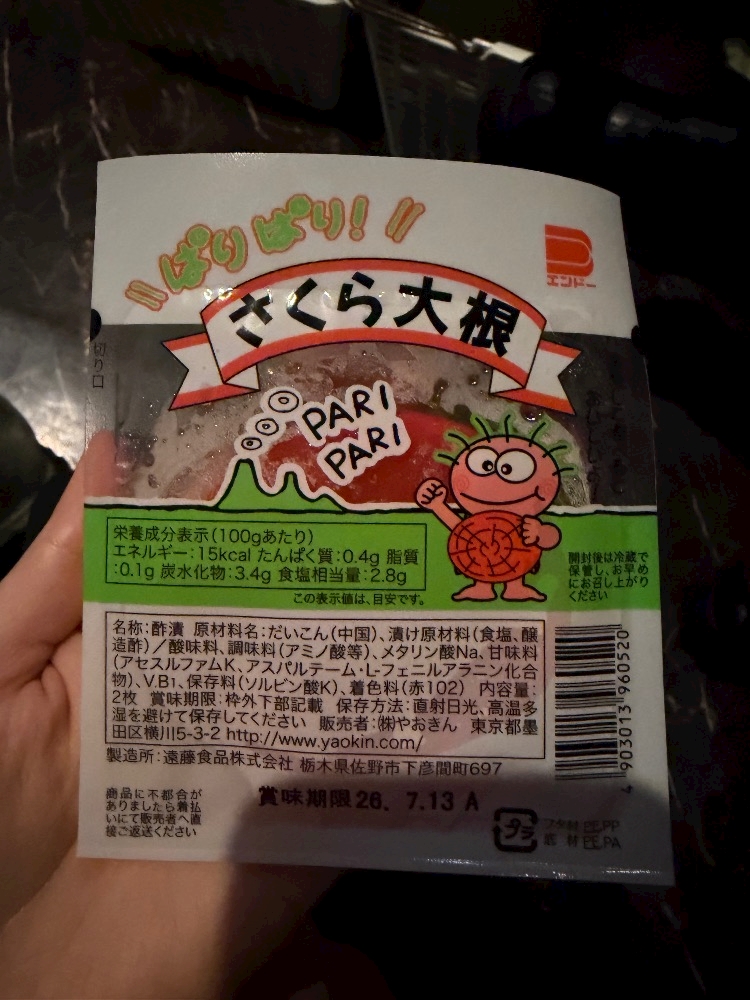 ぱりぱり!
エンドー
さくら大根
切り口
PARI
PARI
栄養成分表示(100gあたり)
エネルギー:15kcal たんぱく質:0.4g 脂質
:0.1g 炭水化物:3.4g 食塩相当量:2.8g
この表示値は、目安です。
開封後は冷蔵で
保管し、お早め
にお召し上がり
ください
名称:酢漬 原材料名:だいこん(中国)、漬け原材料(食塩、醸
造酢)/酸味料、調味料(アミノ酸等)、メタリン酸Na、甘味料
(アセスルファムK、アスパルテーム・L-フェニルアラニン化合
物)、V.B1、保存料(ソルビン酸K)、着色料(赤102) 内容量:
2枚 賞味期限:枠外下部記載 保存方法:直射日光、高温多
湿を避けて保存してください 販売者:㈱やおきん 東京都墨
田区横川5-3-2 http://www.yaokin.com/
製造所:遠藤食品株式会社 栃木県佐野市下彦間町697
4 903013 960520
商品に不都合が
ありましたら着払
いにて販売者へ直
接ご返送ください
賞味期限26. 7.13 A
プラ
フタ材:PE,PP
底 材:PE,PA